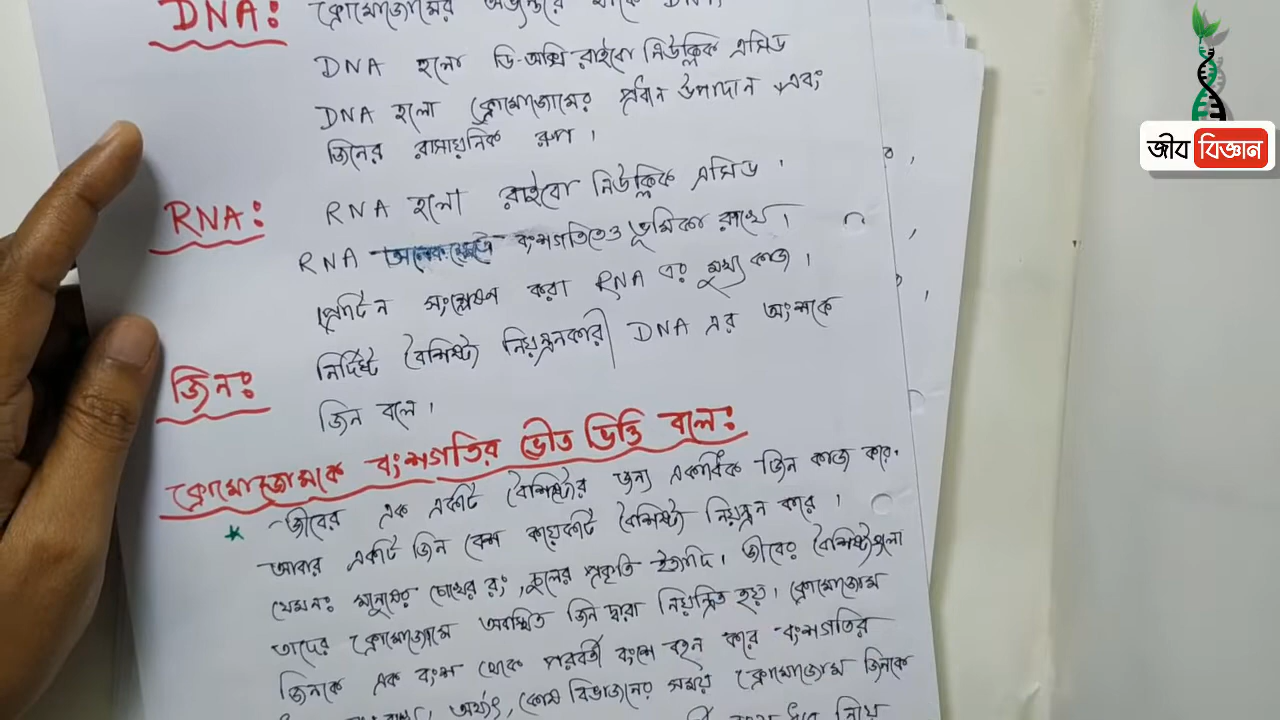 DNA: ক্রোমোজোমের অভ্যন্তরে থাকে DNA,
DNA হলো ডি-অক্সি রাইবো নিউক্লিক এসিড
DNA হলো ক্রোমোজোমের প্রধান উপাদান এবং
জিনের রাসায়নিক রূপ।
RNA: RNA হলো রাইবো নিউক্লিক এসিড।
RNA বংশগতিতেও ভূমিকা রাখে।
প্রোটিন সংশ্লেষণ করা RNA এর মুখ্য কাজ।
জিন: নির্দিষ্ট বৈশিষ্ট্য নিয়ন্ত্রনকারী DNA এর অংশকে
জিন বলে।
ক্রোমোজোমকে বংশগতির ভৌত ভিত্তি বলে:
* জীবের এক একটি বৈশিষ্ট্যের জন্য একাধিক জিন কাজ করে,
আবার একটি জিন বেশ কয়েকটি বৈশিষ্ট্য নিয়ন্ত্রন করে।
যেমনঃ মানুষের চোখের রং, চুলের প্রকৃতি ইত্যাদি। জীবের বৈশিষ্ট্যগুলো
তাদের ক্রোমোজোমে অবস্থিত জিন দ্বারা নিয়ন্ত্রিত হয়। ক্রোমোজোম
জিনকে এক বংশ থেকে পরবর্তী বংশে বহন করে বংশগতির
অর্থাৎ, কোষ বিভাজনের সময় ক্রোমোজোম জিনকে
জীব বিজ্ঞান